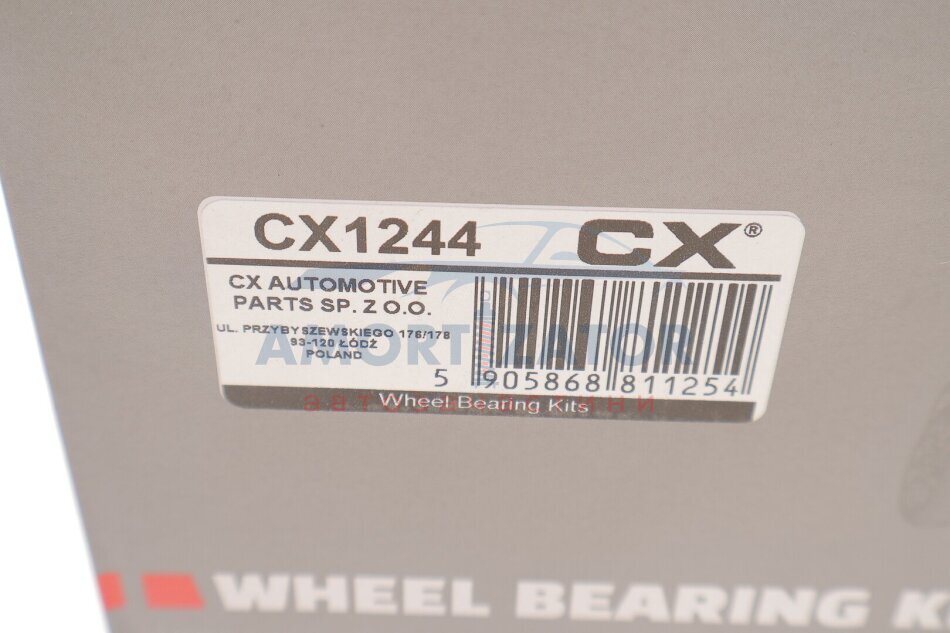 CX1244 CX®
CX AUTOMOTIVE
PARTS SP. Z O.O.
UL. PRZYBYSZEWSKIEGO 176/178
93-120 ŁÓDŹ
POLAND
AMORTIZATOR
5 905868 811254
Wheel Bearing Kits
WHEEL BEARING K